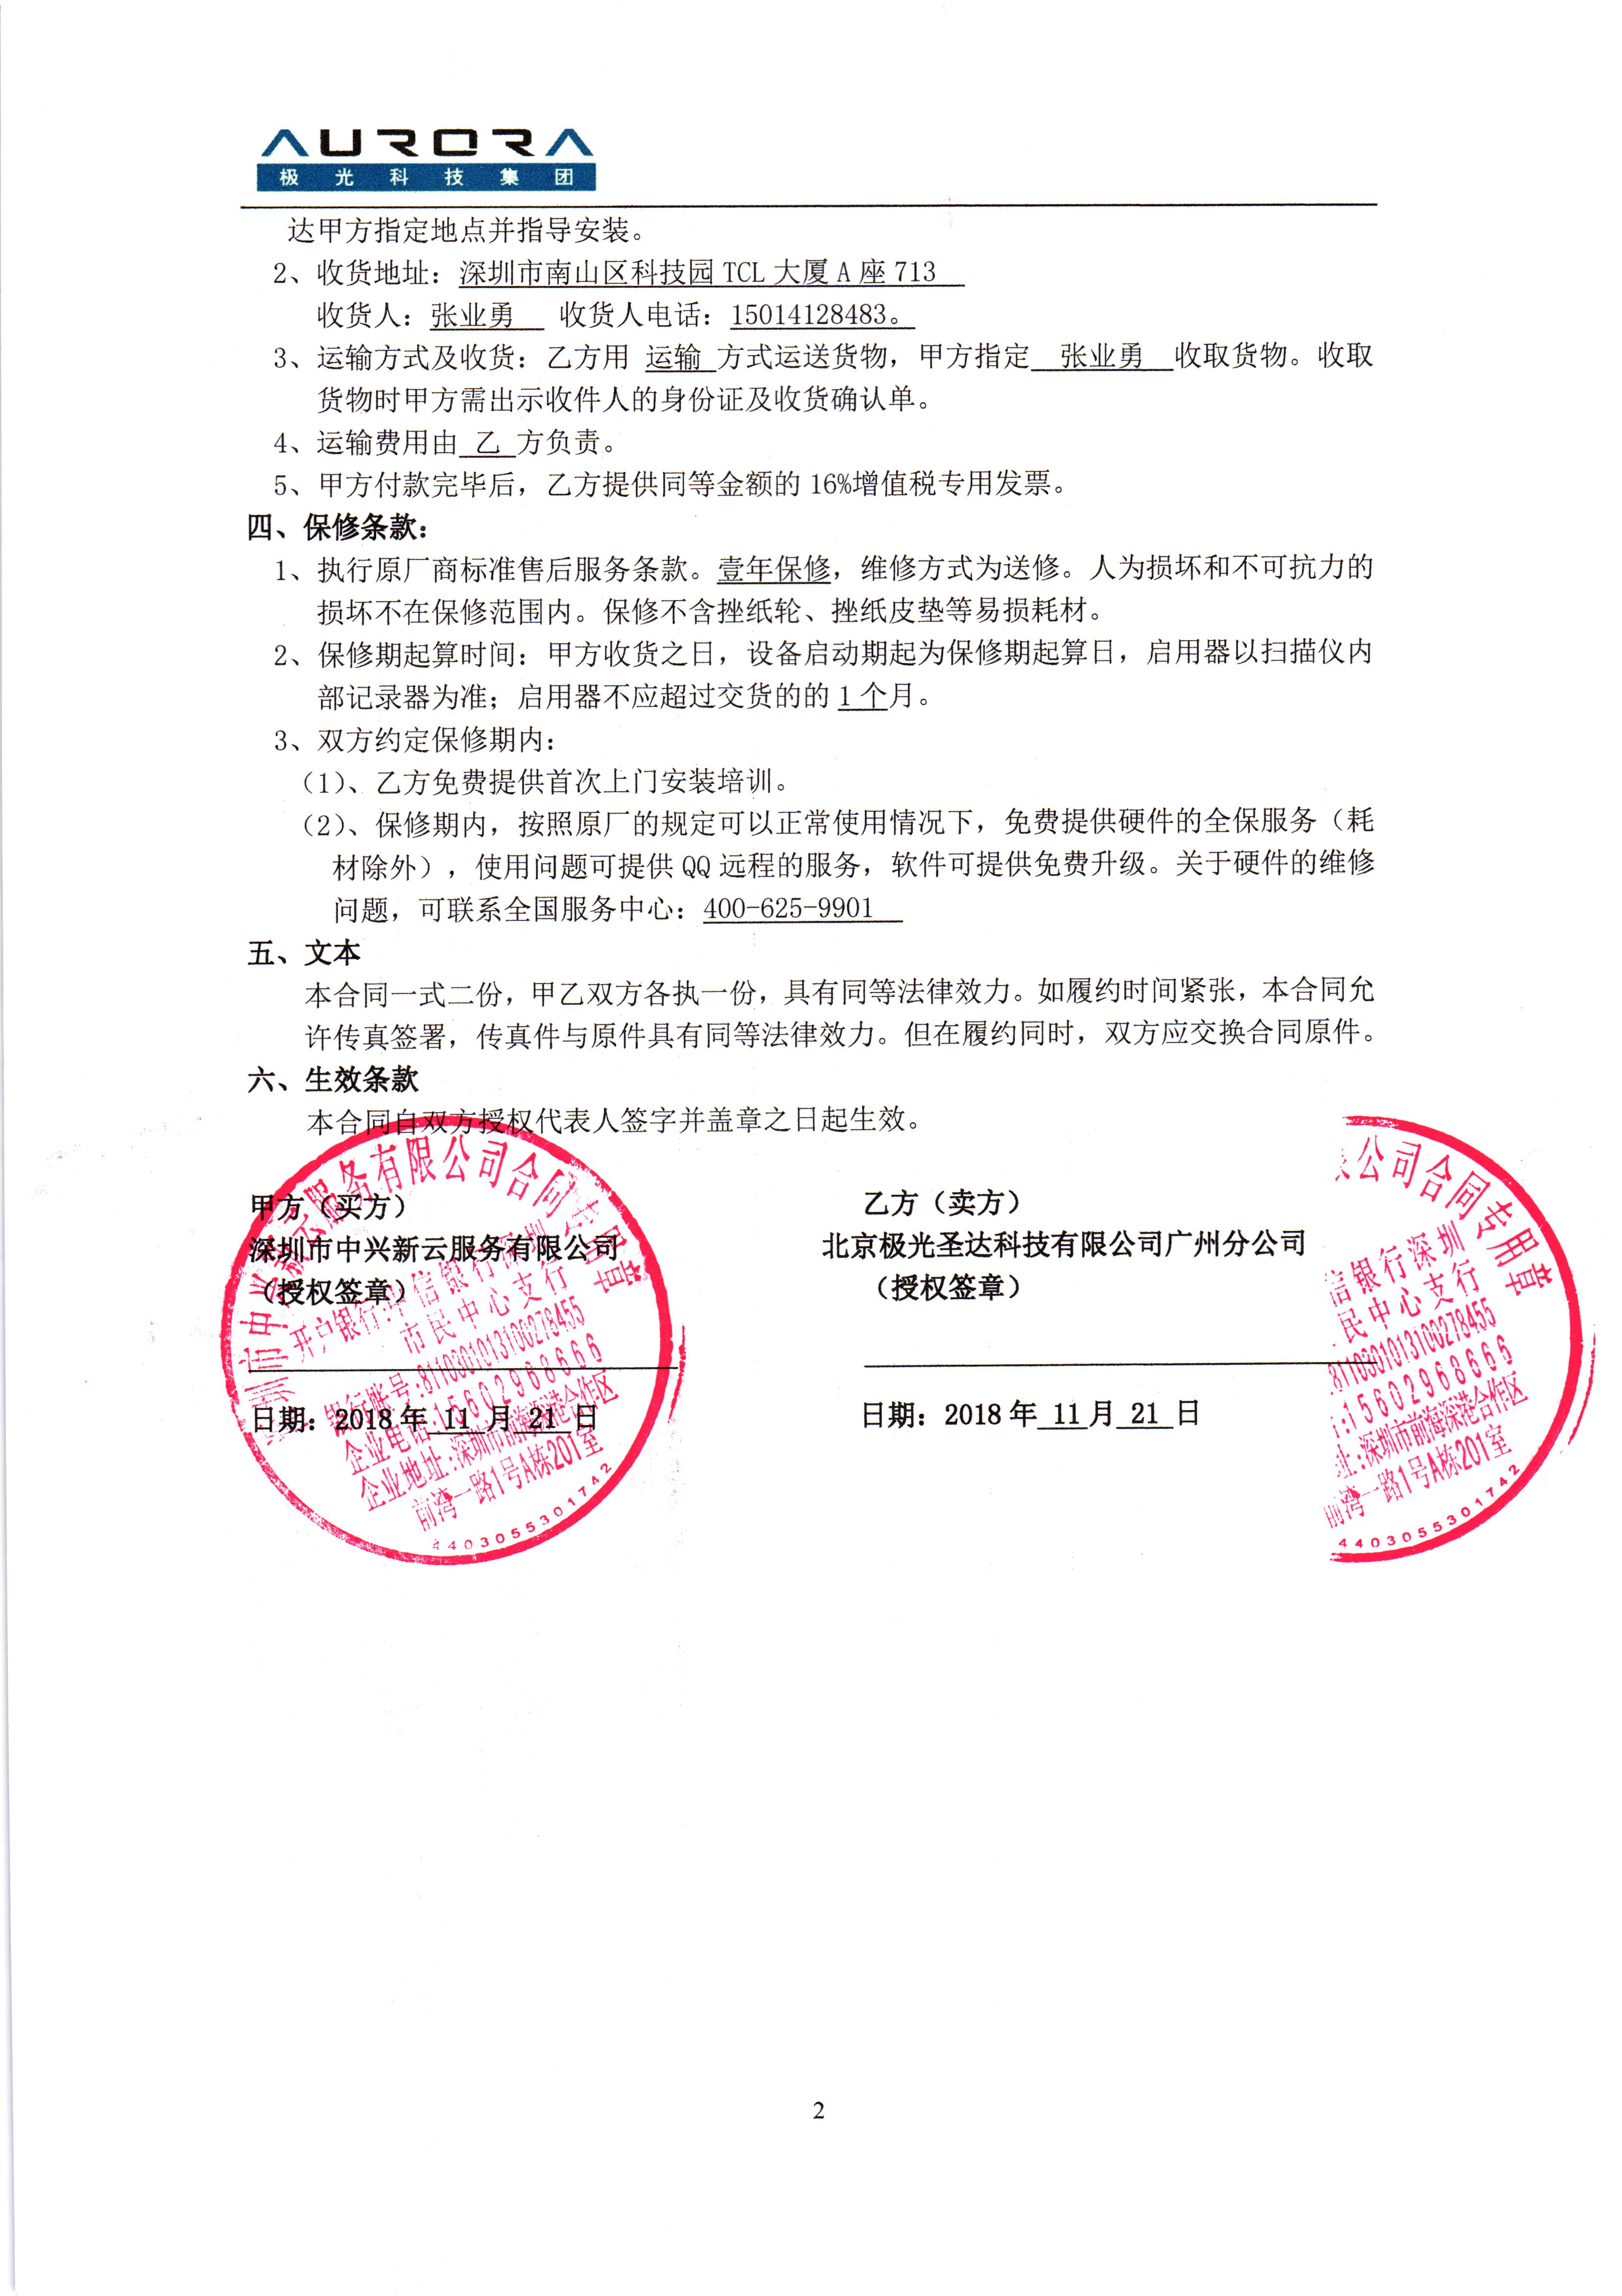 AURORA
极光科技集团
达甲方指定地点并指导安装。
2、收货地址：深圳市南山区科技园 TCL 大厦 A 座 713
收货人：张业勇 收货人电话：15014128483。
3、运输方式及收货：乙方用 运输 方式运送货物，甲方指定 张业勇 收取货物。收取
货物时甲方需出示收件人的身份证及收货确认单。
4、运输费用由 乙 方负责。
5、甲方付款完毕后，乙方提供同等金额的 16%增值税专用发票。
四、保修条款：
1、执行原厂商标准售后服务条款。壹年保修，维修方式为送修。人为损坏和不可抗力的
损坏不在保修范围内。保修不含挫纸轮、挫纸皮垫等易损耗材。
2、保修期起算时间：甲方收货之日，设备启动期起为保修期起算日，启用器以扫描仪内
部记录器为准；启用器不应超过交货的的 1 个月。
3、双方约定保修期内：
（1）、乙方免费提供首次上门安装培训。
（2）、保修期内，按照原厂的规定可以正常使用情况下，免费提供硬件的全保服务（耗
材除外），使用问题可提供 QQ 远程的服务，软件可提供免费升级。关于硬件的维修
问题，可联系全国服务中心：400-625-9901
五、文本
本合同一式二份，甲乙双方各执一份，具有同等法律效力。如履约时间紧张，本合同允
许传真签署，传真件与原件具有同等法律效力。但在履约同时，双方应交换合同原件。
六、生效条款
本合同自双方授权代表人签字并盖章之日起生效。
甲方（买方）
深圳市中兴新云服务有限公司
（授权签章）
日期：2018 年 11 月 21 日
乙方（卖方）
北京极光圣达科技有限公司广州分公司
（授权签章）
日期：2018 年 11 月 21 日
圳市中兴新云服务有限公司合同专用章
开户银行：中信银行深圳
市民中心支行
银行账号：8110301013100278455
企业电话：15602968666
企业地址：深圳市前海深港合作区
前湾一路1号A栋201室
4403055301742
公司合同专用章
信银行深圳
民中心支行
8110301013100278455
：15602968666
址：深圳市前海深港合作区
前湾一路1号A栋201室
4403055301742
2